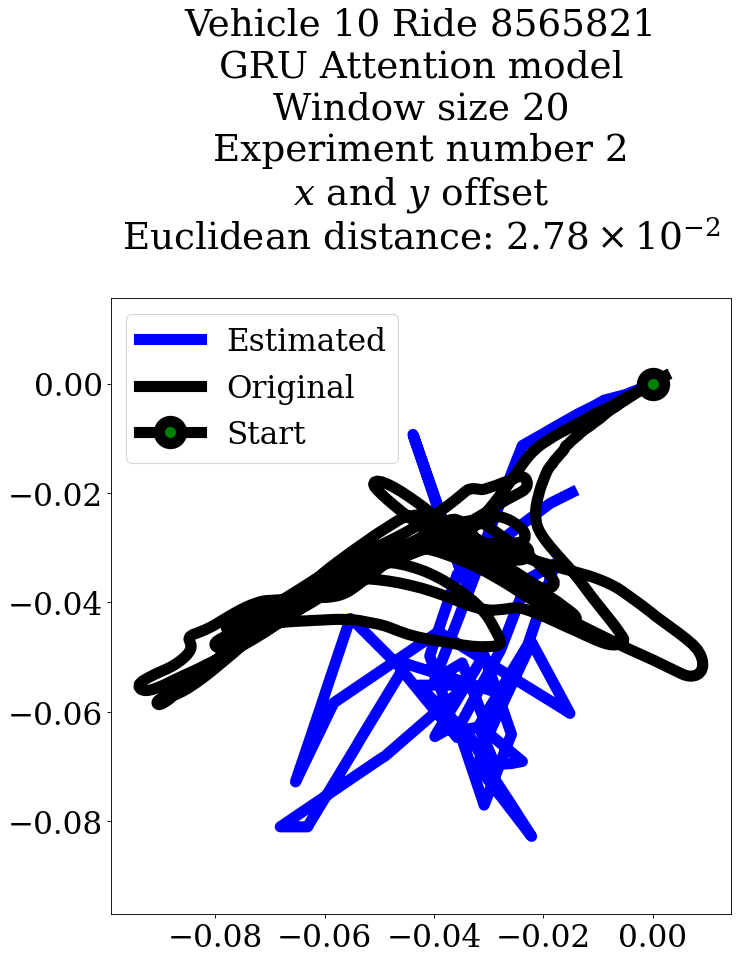 Vehicle 10 Ride 8565821
GRU Attention model
Window size 20
Experiment number 2
x and y offset
Euclidean distance: 2.78 × 10⁻²
Estimated
Original
Start
0.00
−0.02
−0.04
−0.06
−0.08
−0.08 −0.06 −0.04 −0.02 0.00